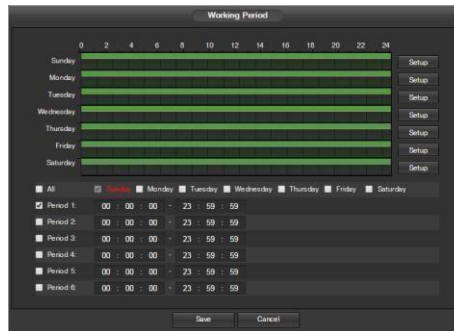 Working Period
0 2 4 6 8 10 12 14 16 18 20 22 24
Sunday Setup
Monday Setup
Tuesday Setup
Wednesday Setup
Thursday Setup
Friday Setup
Saturday Setup
All Sunday Monday Tuesday Wednesday Thursday Friday Saturday
Period 1: 00 : 00 : 00 - 23 : 59 : 59
Period 2: 00 : 00 : 00 - 23 : 59 : 59
Period 3: 00 : 00 : 00 - 23 : 59 : 59
Period 4: 00 : 00 : 00 - 23 : 59 : 59
Period 5: 00 : 00 : 00 - 23 : 59 : 59
Period 6: 00 : 00 : 00 - 23 : 59 : 59
Save Cancel